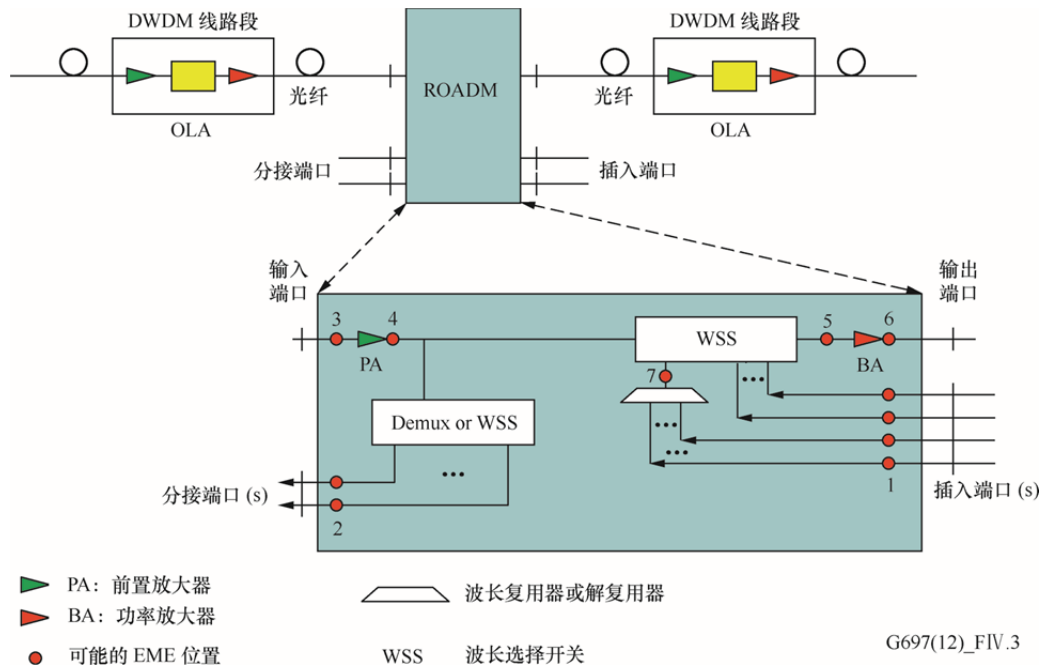 DWDM 线路段
DWDM 线路段
光纤
ROADM
光纤
OLA
OLA
分接端口
插入端口
输入
端口
输出
端口
3
4
PA
WSS
5
6
BA
7
•••
•••
•••
Demux or WSS
•••
分接端口 (s)
2
1
插入端口 (s)
PA： 前置放大器
BA： 功率放大器
可能的 EME 位置
波长复用器或解复用器
WSS 波长选择开关
G697(12)_FIV.3